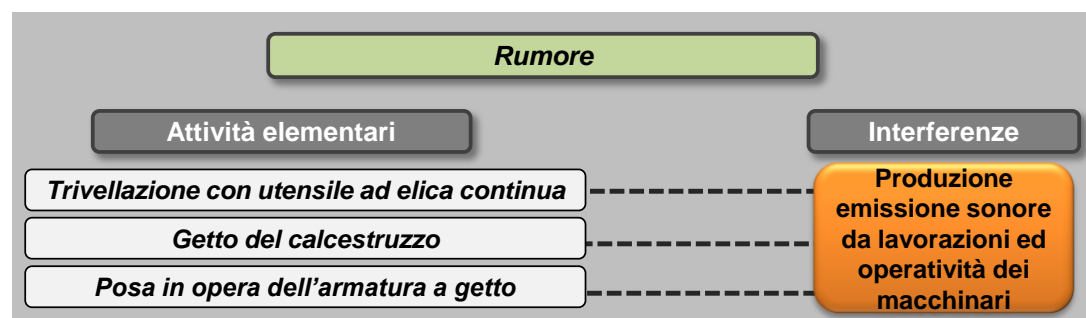 Rumore
Attività elementari
Interferenze
Trivellazione con utensile ad elica continua
Getto del calcestruzzo
Posa in opera dell'armatura a getto
Produzione
emissione sonore
da lavorazioni ed
operatività dei
macchinari